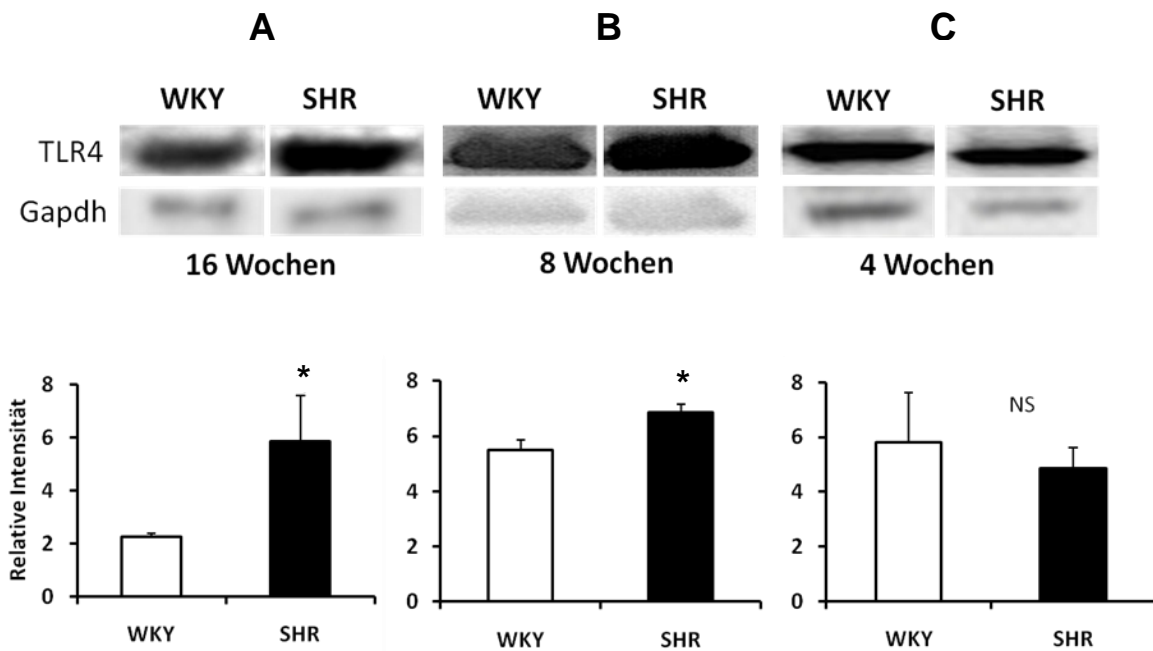 A B C
WKY SHR WKY SHR WKY SHR
TLR4
Gapdh
16 Wochen 8 Wochen 4 Wochen
Relative Intensität
8
6
4
2
0
*
WKY SHR
8
6
4
2
0
*
WKY SHR
8
6
4
2
0
NS
WKY SHR